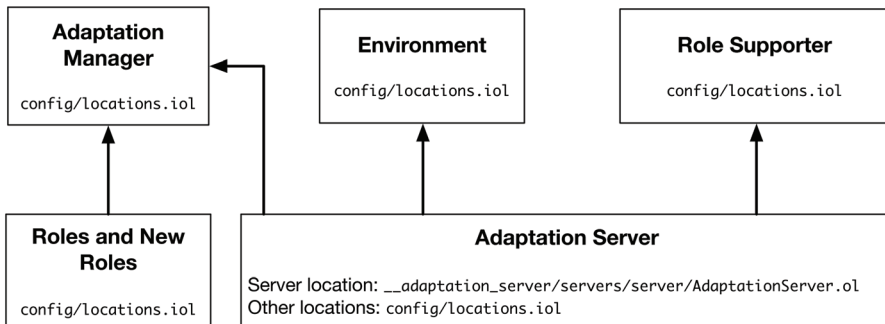 Adaptation
Manager
config/locations.iol
Environment
config/locations.iol
Role Supporter
config/locations.iol
Roles and New
Roles
config/locations.iol
Adaptation Server
Server location: __adaptation_server/servers/server/AdaptationServer.ol
Other locations: config/locations.iol